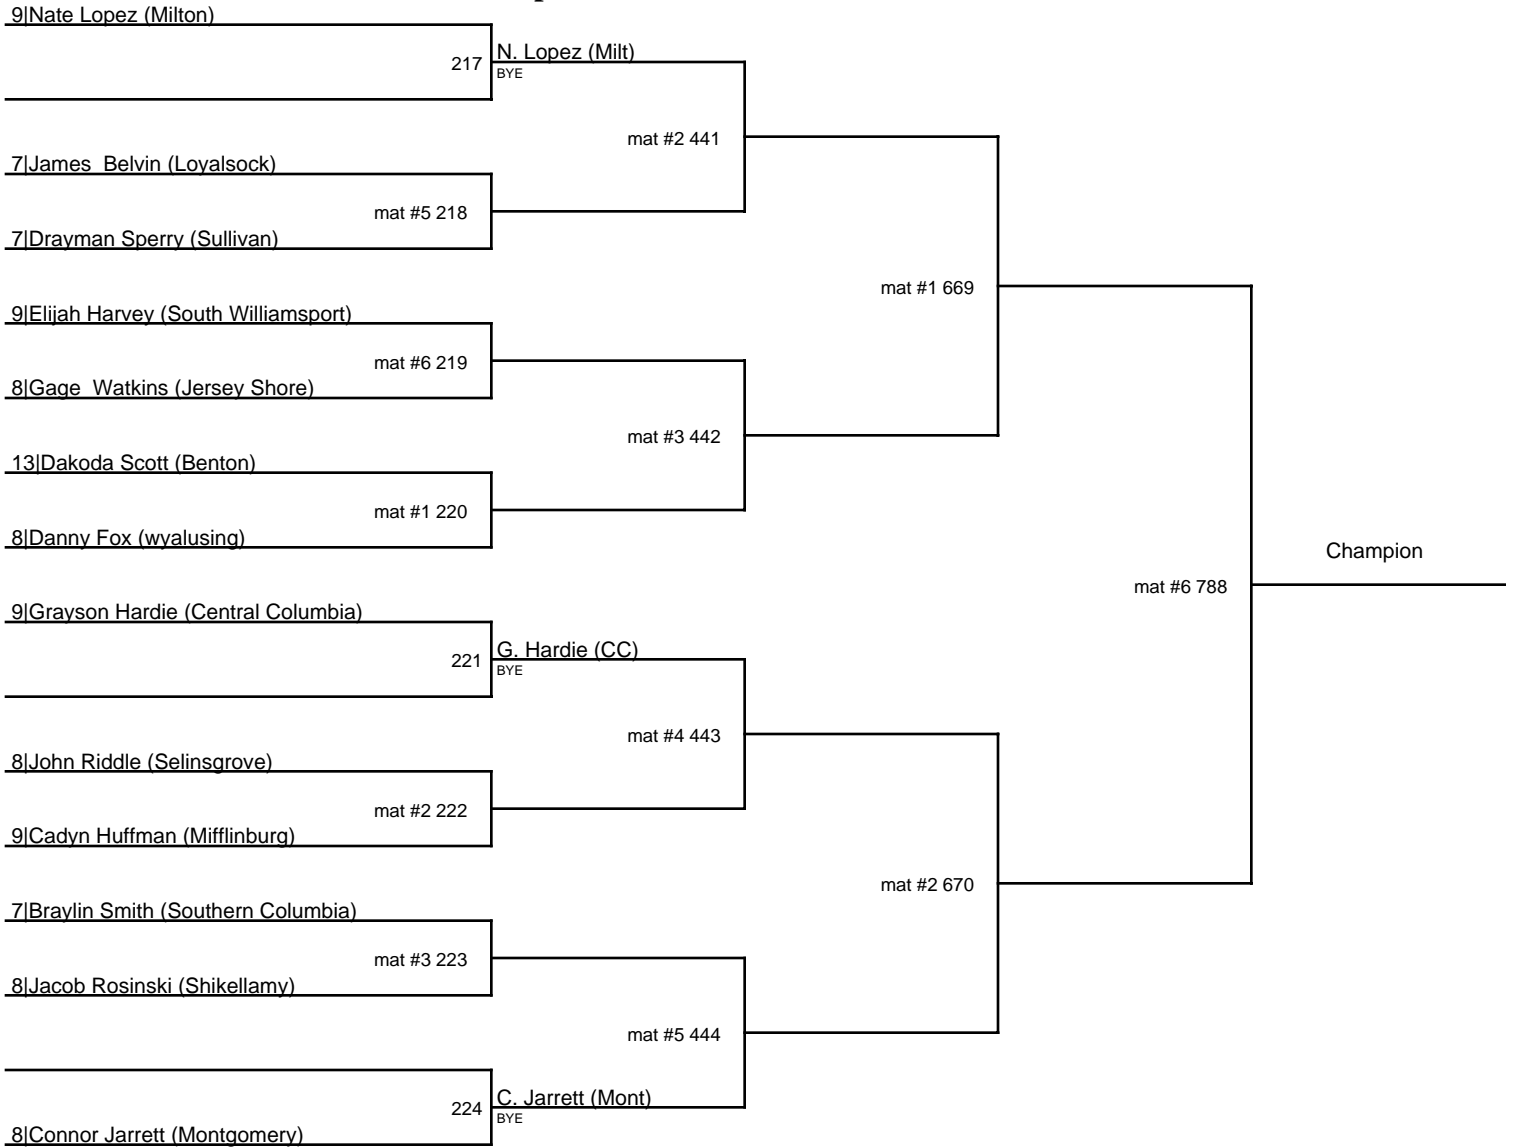 9|Nate Lopez (Milton)
217
N. Lopez (Milt)
BYE
mat #2 441
7|James  Belvin (Loyalsock)
mat #5 218
7|Drayman Sperry (Sullivan)
mat #1 669
9|Elijah Harvey (South Williamsport)
mat #6 219
8|Gage  Watkins (Jersey Shore)
mat #3 442
13|Dakoda Scott (Benton)
mat #1 220
8|Danny Fox (wyalusing)
Champion
mat #6 788
9|Grayson Hardie (Central Columbia)
221
G. Hardie (CC)
BYE
mat #4 443
8|John Riddle (Selinsgrove)
mat #2 222
9|Cadyn Huffman (Mifflinburg)
mat #2 670
7|Braylin Smith (Southern Columbia)
mat #3 223
8|Jacob Rosinski (Shikellamy)
mat #5 444
224
C. Jarrett (Mont)
BYE
8|Connor Jarrett (Montgomery)